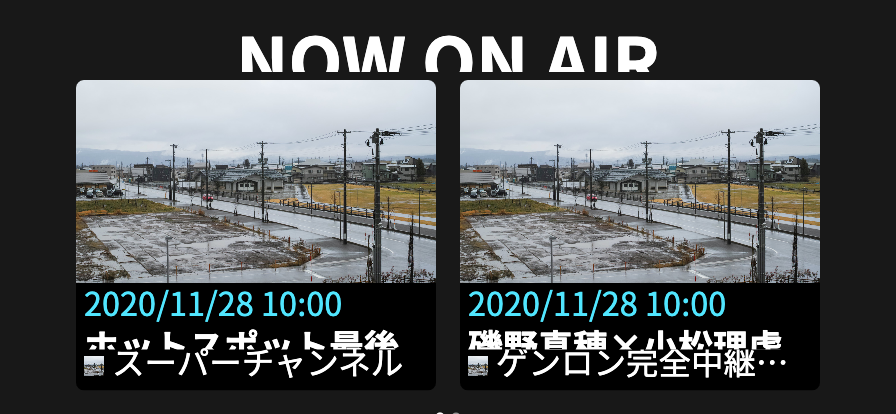 NOW ON AIR
2020/11/28 10:00
ホットスポット最後
スーパーチャンネル
2020/11/28 10:00
磯野真穂×小松理虔
ゲンロン完全中継…